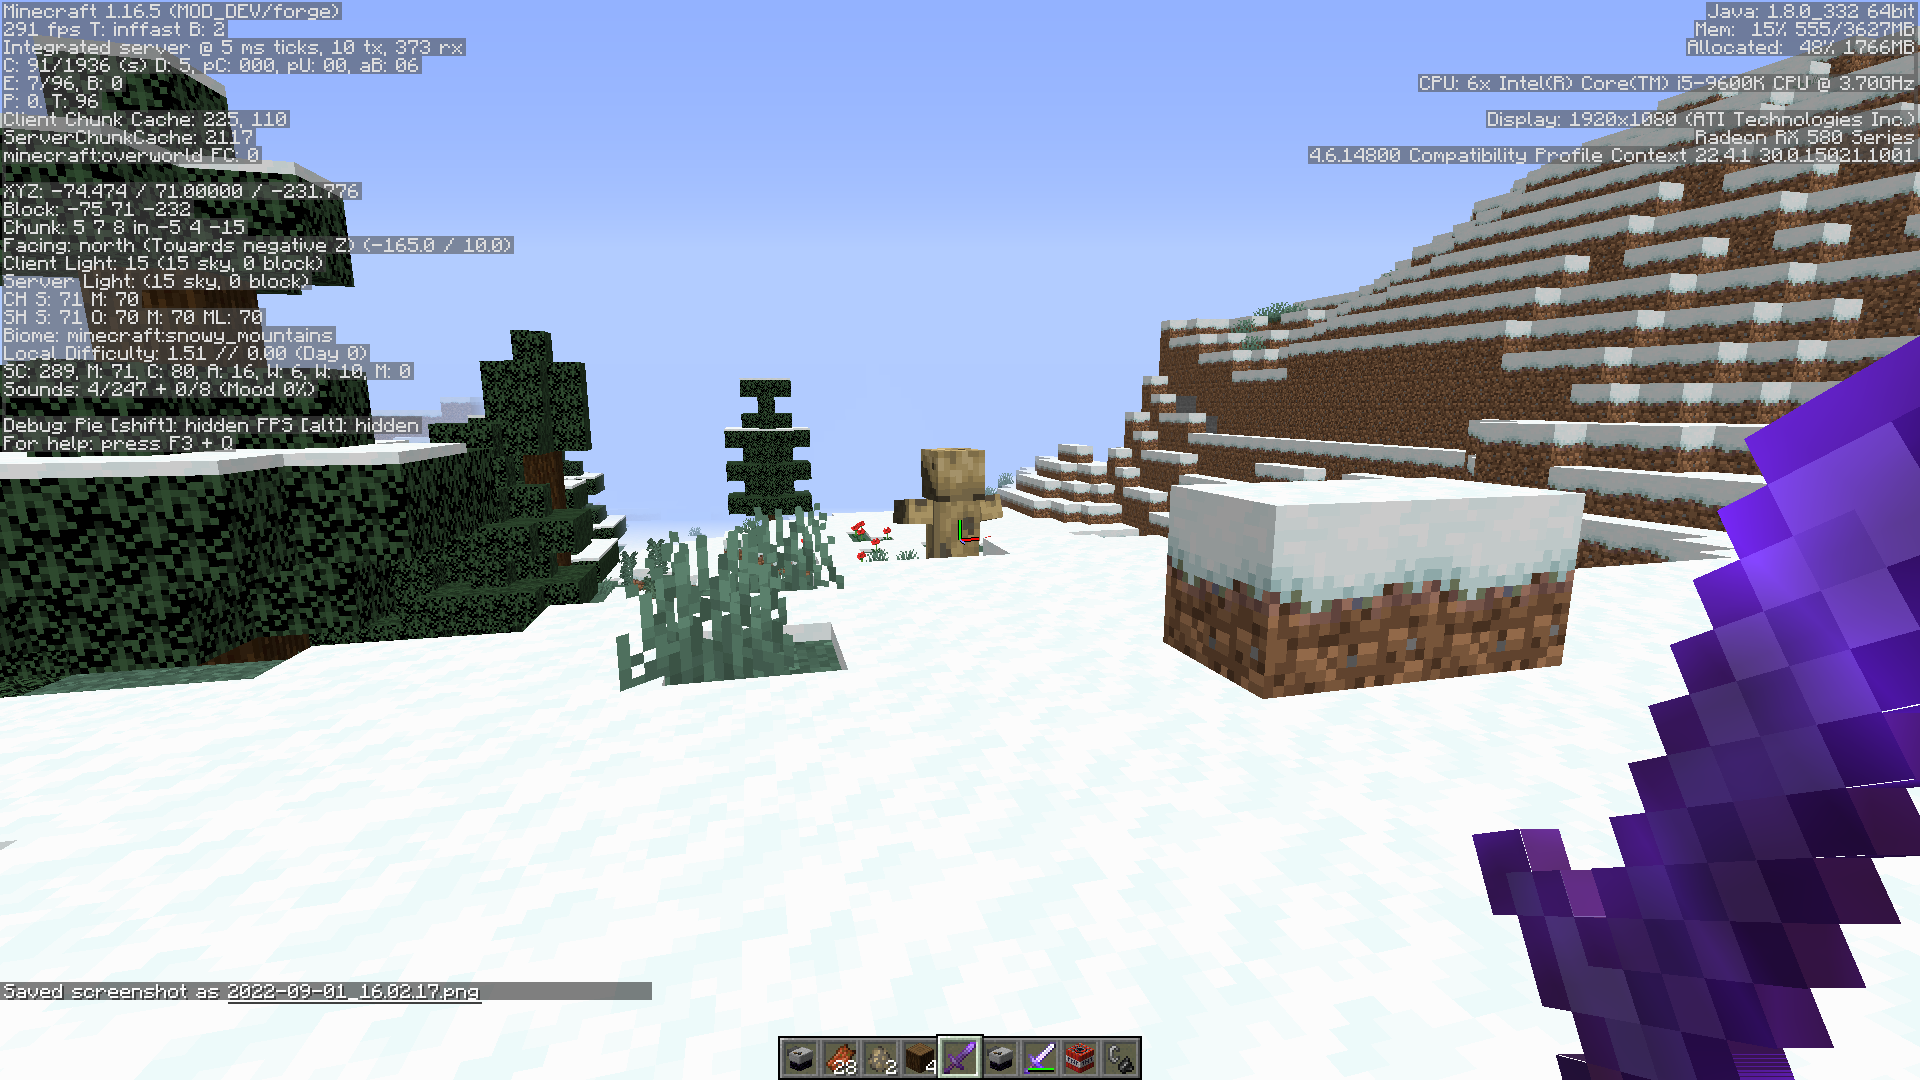 Minecraft 1.16.5 (MOD_DEV/forge)
291 fps T: inffast B: 2
Integrated server @ 5 ms ticks, 10 tx, 373 rx
C: 91/1936 (s) D: 5, pC: 000, pU: 00, aB: 06
E: 7/96, B: 0
P: 0. T: 96
Client Chunk Cache: 225, 110
ServerChunkCache: 2117
minecraft:overworld FC: 0
XYZ: -74.474 / 71.00000 / -231.776
Block: -75 71 -232
Chunk: 5 7 8 in -5 4 -15
Facing: north (Towards negative Z) (-165.0 / 10.0)
Client Light: 15 (15 sky, 0 block)
Server Light: (15 sky, 0 block)
CH S: 71 M: 70
SH S: 71 O: 70 M: 70 ML: 70
Biome: minecraft:snowy_mountains
Local Difficulty: 1.51 // 0.00 (Day 0)
SC: 289, M: 71, C: 80, A: 16, W: 6, W: 10, M: 0
Sounds: 4/247 + 0/8 (Mood 0%)
Debug: Pie [shift]: hidden FPS [alt]: hidden
For help: press F3 + Q
Java: 1.8.0_332 64bit
Mem: 15% 555/3627MB
Allocated: 48% 1766MB
CPU: 6x Intel(R) Core(TM) i5-9600K CPU @ 3.70GHz
Display: 1920x1080 (ATI Technologies Inc.)
Radeon RX 580 Series
4.6.14800 Compatibility Profile Context 22.4.1 30.0.15021.1001
Saved screenshot as 2022-09-01_16.02.17.png
28
2
4